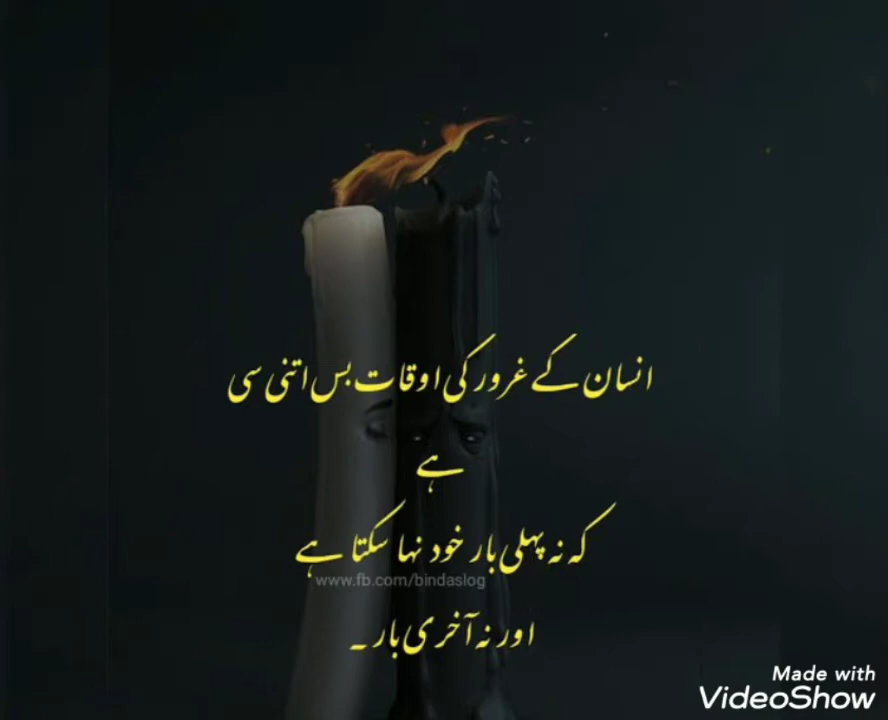 انسان کے غرور کی اوقات بس اتنی سی
ہے
کہ نہ پہلی بار خود نہا سکتا ہے
www.fb.com/bindaslog
اور نہ آخری بار ۔
Made with
VideoShow